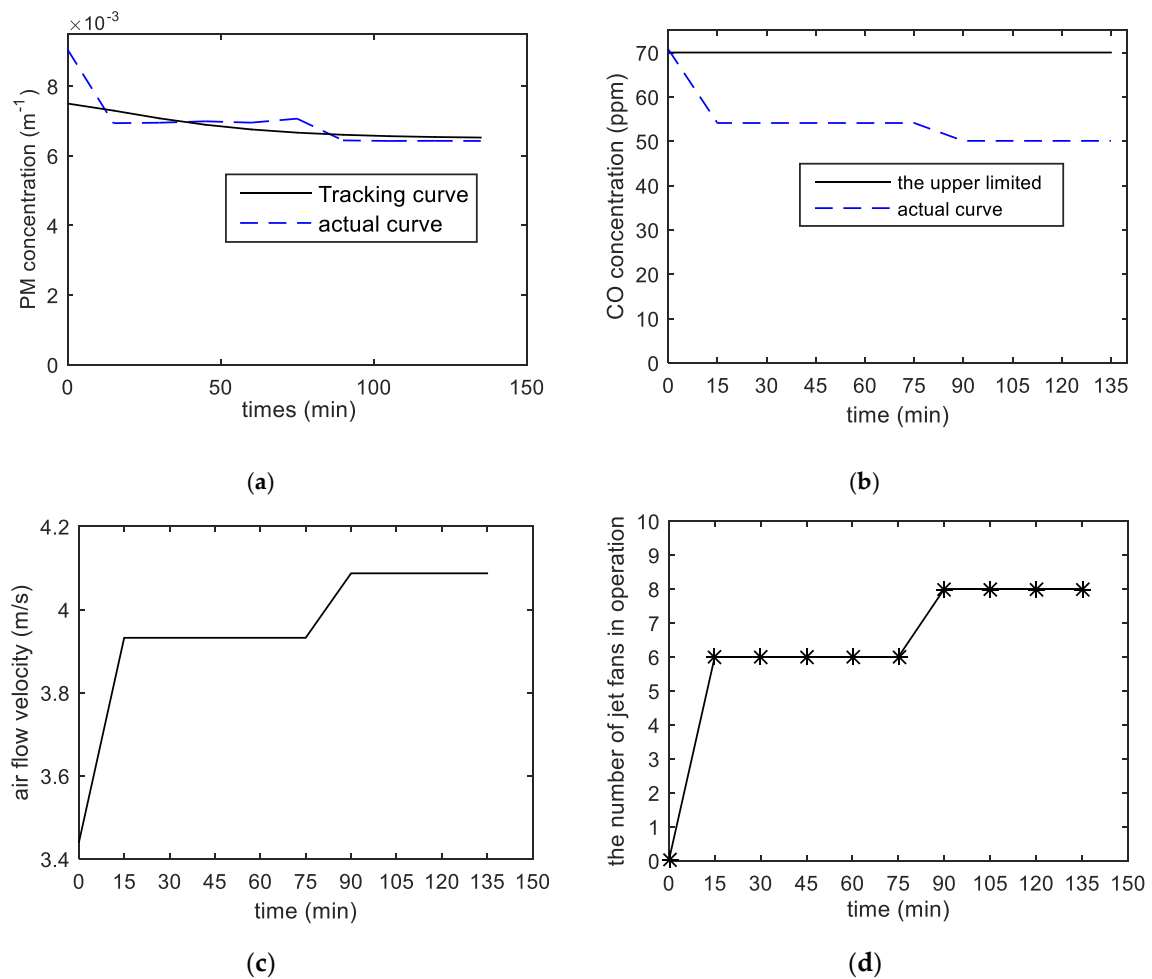 ×10⁻³
8
6
4
2
0
PM concentration (m⁻¹)
Tracking curve
actual curve
0 50 100 150
times (min)
(a)
70
60
50
40
30
20
10
0
CO concentration (ppm)
the upper limited
actual curve
0 15 30 45 60 75 90 105 120 135
time (min)
(b)
4.2
4
3.8
3.6
3.4
air flow velocity (m/s)
0 15 30 45 60 75 90 105 120 135 150
time (min)
(c)
10
9
8
7
6
5
4
3
2
1
0
the number of jet fans in operation
0 15 30 45 60 75 90 105 120 135 150
time (min)
(d)